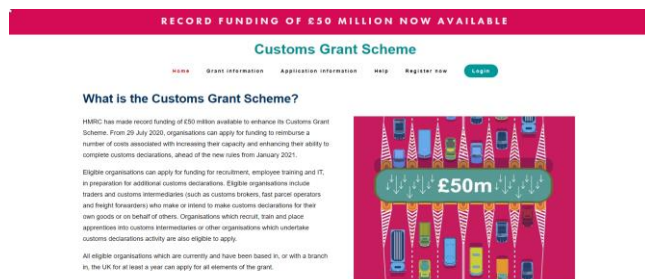 RECORD FUNDING OF £50 MILLION NOW AVAILABLE
Customs Grant Scheme
Home Grant information Application information Help Register now Login
What is the Customs Grant Scheme?
HMRC has made record funding of £50 million available to enhance its Customs Grant
Scheme. From 29 July 2020, organisations can apply for funding to reimburse a
number of costs associated with increasing their capacity and enhancing their ability to
complete customs declarations, ahead of the new rules from January 2021.
Eligible organisations can apply for funding for recruitment, employee training and IT,
in preparation for additional customs declarations. Eligible organisations include
traders and customs intermediaries (such as customs brokers, fast parcel operators
and freight forwarders) who make or intend to make customs declarations for their
own goods or on behalf of others. Organisations which recruit, train and place
apprentices into customs intermediaries or other organisations which undertake
customs declarations activity are also eligible to apply.
All eligible organisations which are currently and have been based in, or with a branch
in, the UK for at least a year can apply for all elements of the grant.
£50m